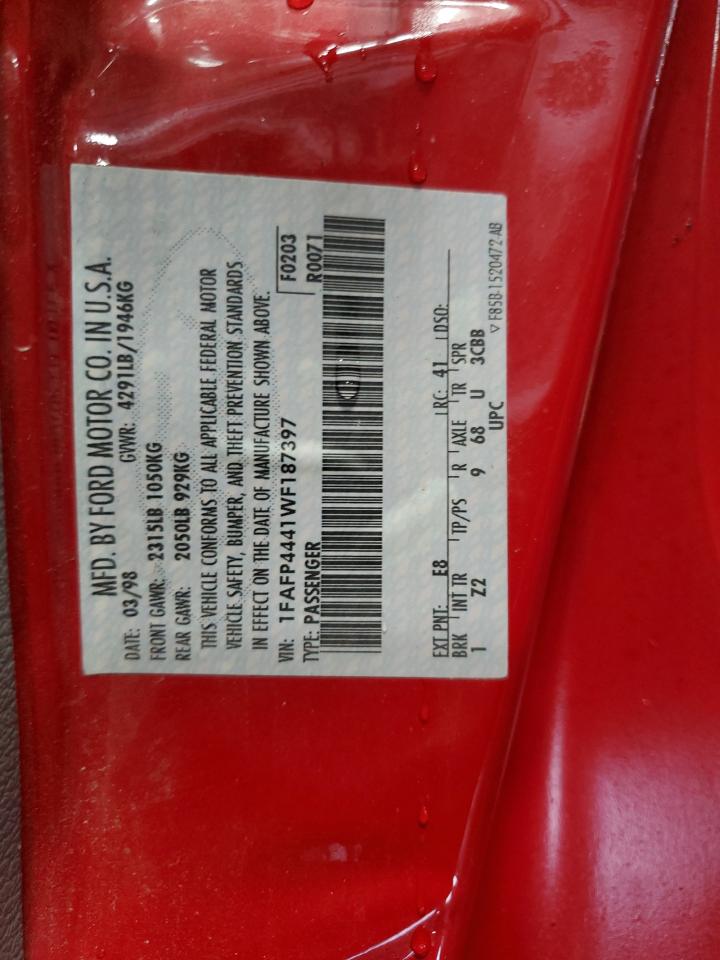 MFD. BY FORD MOTOR CO. IN U.S.A.
DATE: 03/98 GVWR: 4291LB/1946KG
FRONT GAWR: 2315LB 1050KG
REAR GAWR: 2050LB 929KG
THIS VEHICLE CONFORMS TO ALL APPLICABLE FEDERAL MOTOR
VEHICLE SAFETY, BUMPER, AND THEFT PREVENTION STANDARDS
IN EFFECT ON THE DATE OF MANUFACTURE SHOWN ABOVE.
VIN: 1FAFP4441WF187397 F0203
TYPE: PASSENGER R0071
EXT PNT: E8 RC: 41 DSO:
BRK INT TR TP/PS R AXLE TR SPR
1 Z2 9 68 U 3CBB
UPC
▽ F85B-1520472-AB